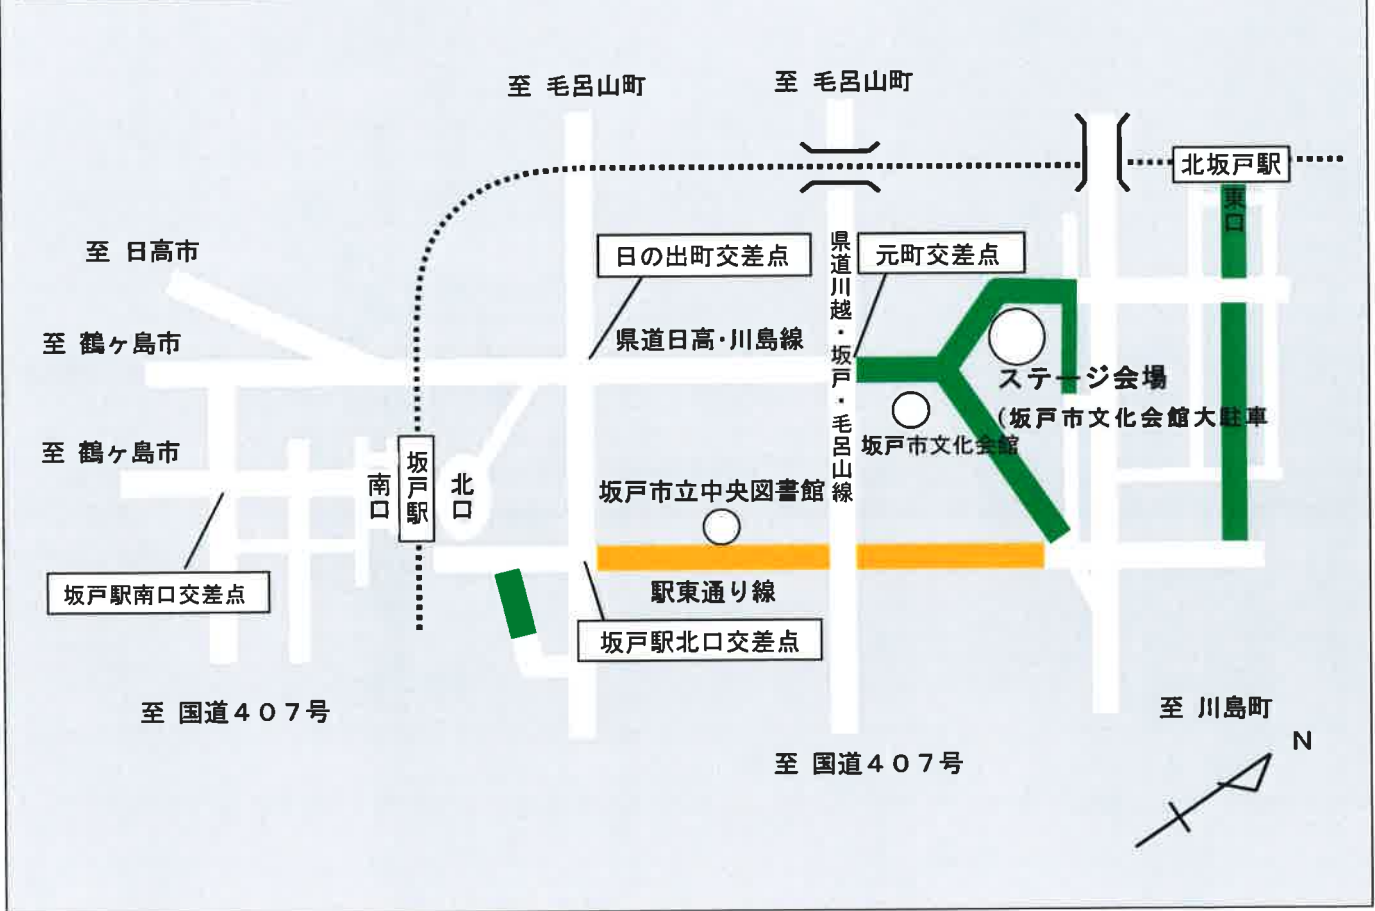 至 毛呂山町
至 毛呂山町
北坂戸駅
東口
至 日高市
日の出町交差点
県道川越・坂戸・毛呂山線
元町交差点
至 鶴ヶ島市
県道日高・川島線
ステージ会場
(坂戸市文化会館大駐車
至 鶴ヶ島市
坂戸市文化会館
南口
坂戸駅
北口
坂戸市立中央図書館
坂戸駅南口交差点
駅東通り線
坂戸駅北口交差点
至 国道４０７号
至 川島町
至 国道４０７号
N